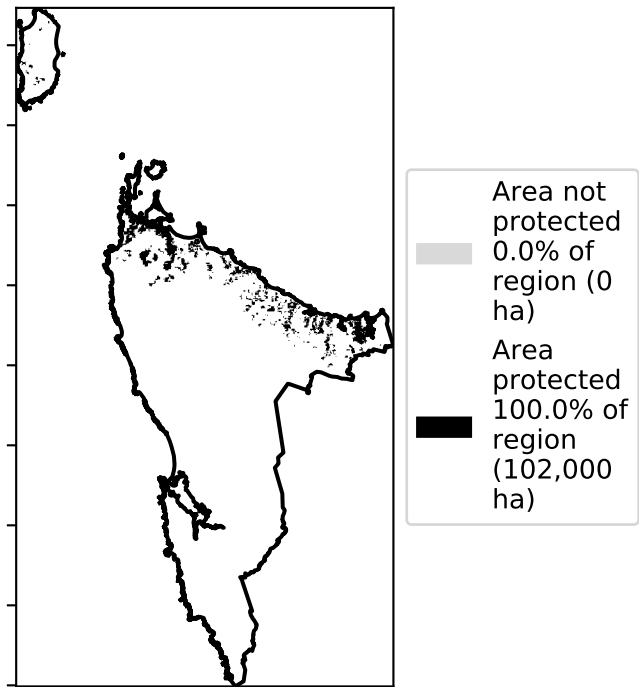 Area not
protected
0.0% of
region (0
ha)
Area
protected
100.0% of
region
(102,000
ha)